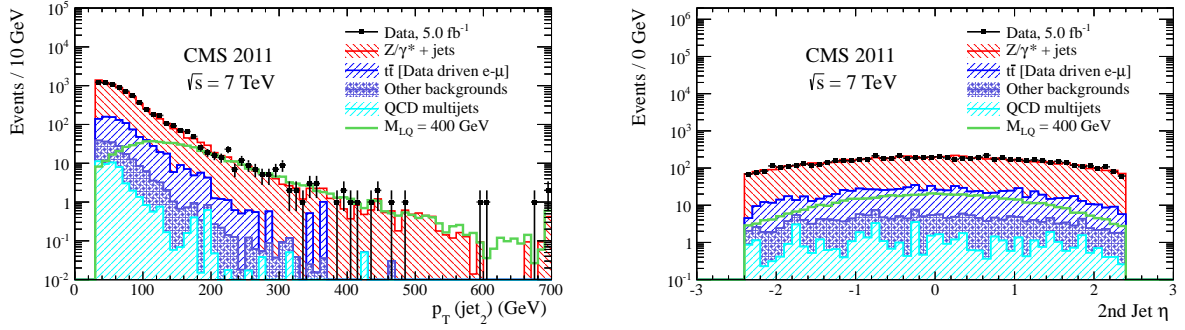 Events / 10 GeV
10⁵
10⁴
10³
10²
10
1
10⁻¹
10⁻²
CMS 2011
√s = 7 TeV
Data, 5.0 fb⁻¹
Z/γ* + jets
tt̄ [Data driven e-μ]
Other backgrounds
QCD multijets
M_LQ = 400 GeV
0 100 200 300 400 500 600 700
p_T (jet_2) (GeV)
Events / 0 GeV
10⁶
10⁵
10⁴
10³
10²
10
1
10⁻¹
CMS 2011
√s = 7 TeV
Data, 5.0 fb⁻¹
Z/γ* + jets
tt̄ [Data driven e-μ]
Other backgrounds
QCD multijets
M_LQ = 400 GeV
-3 -2 -1 0 1 2 3
2nd Jet η